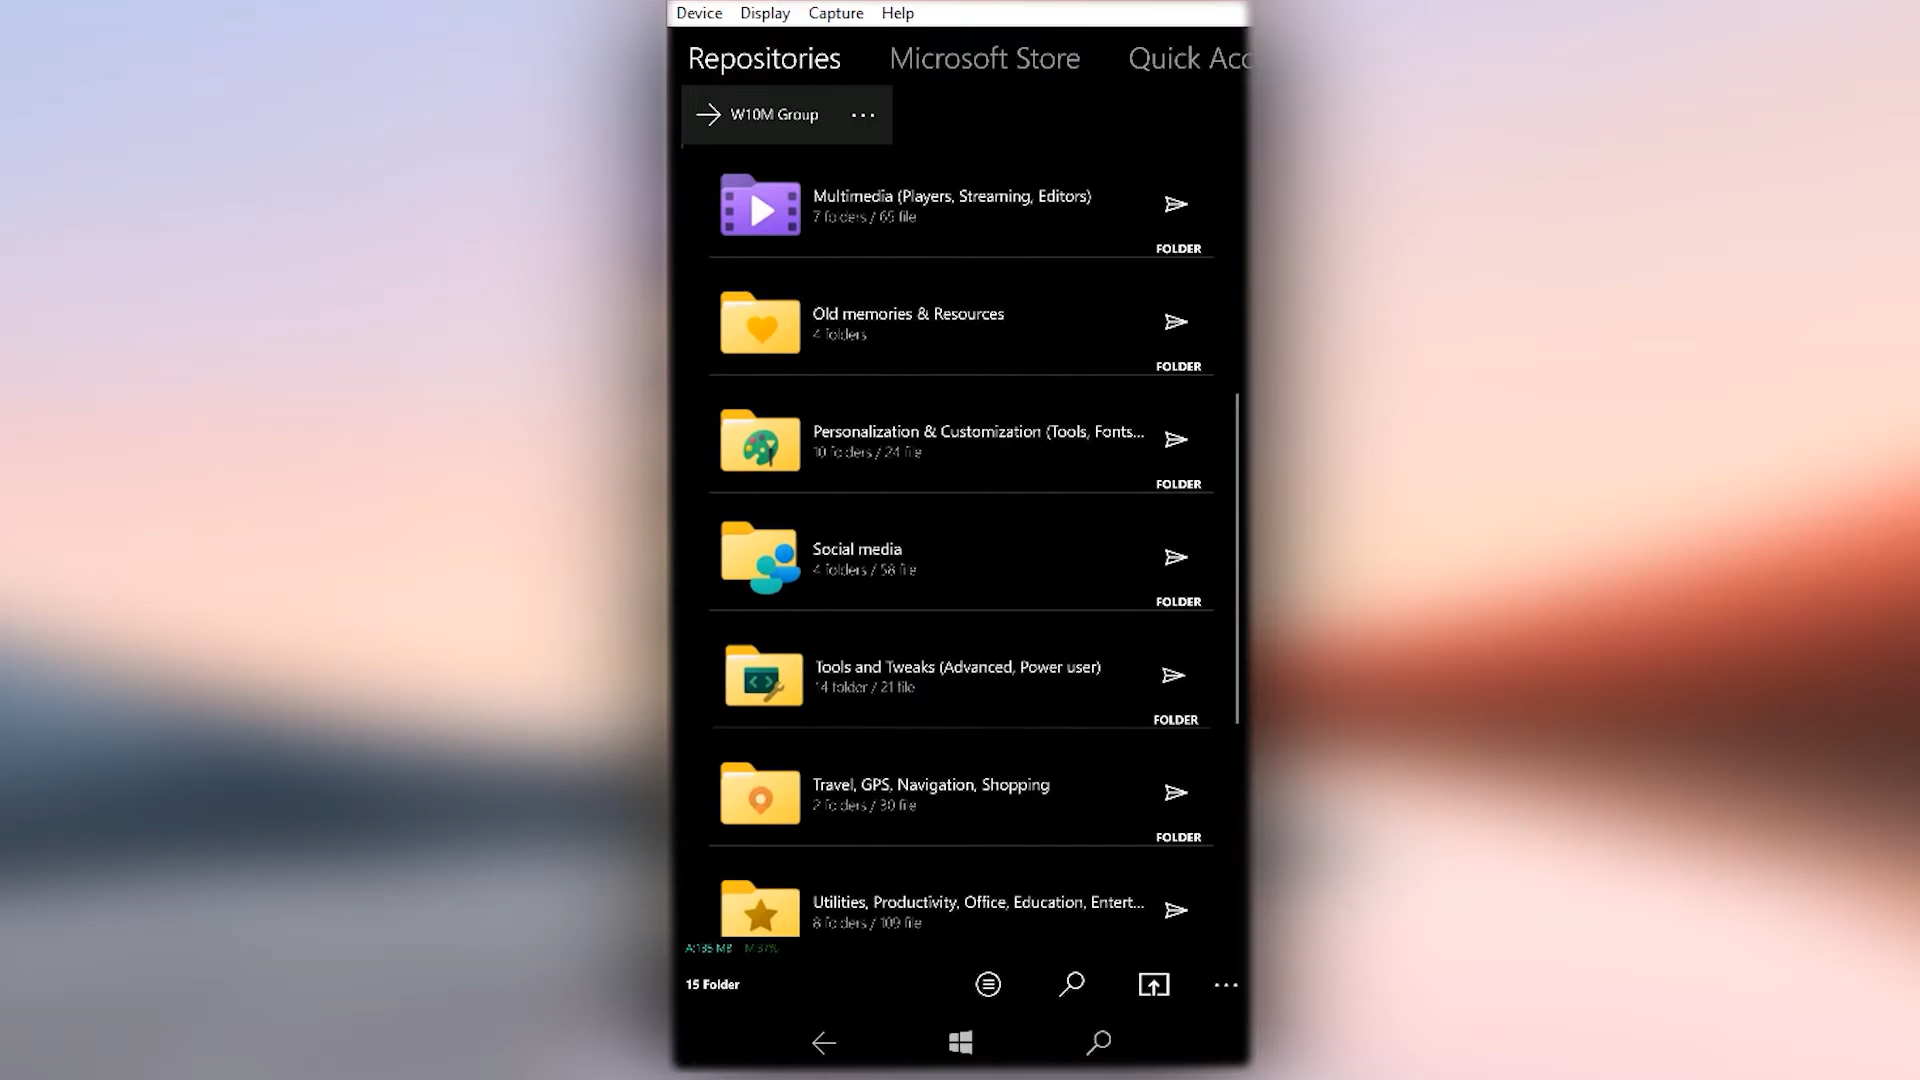 Device Display Capture Help
Repositories Microsoft Store Quick Acc
W10M Group
Multimedia (Players, Streaming, Editors)
7 folders / 65 file
FOLDER
Old memories & Resources
4 folders
FOLDER
Personalization & Customization (Tools, Fonts...
10 folders / 24 file
FOLDER
Social media
4 folders / 58 file
FOLDER
Tools and Tweaks (Advanced, Power user)
14 folder / 21 file
FOLDER
Travel, GPS, Navigation, Shopping
2 folders / 30 file
FOLDER
Utilities, Productivity, Office, Education, Entert...
8 folders / 109 file
A:135 MB M:37%
15 Folder